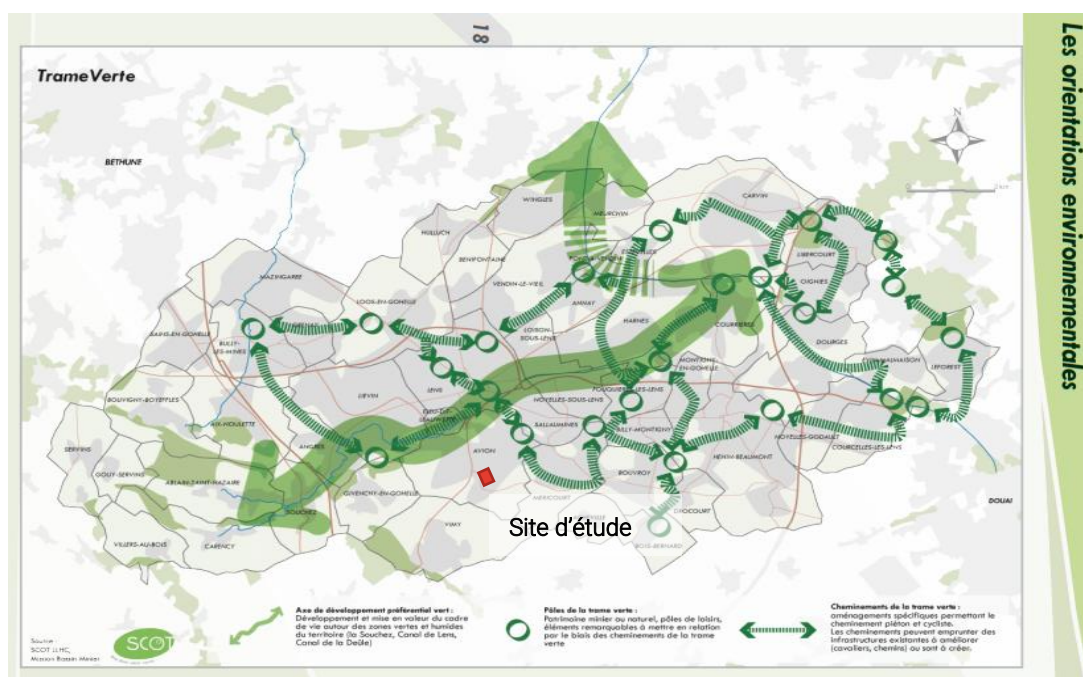 Les orientations environnementales
18
TrameVerte
N
BETHUNE
WINGLES
MEURCHIN
CARVIN
HULLUCH
BENIFONTAINE
LIBERCOURT
OIGNIES
MAZINGARBE
VENDIN-LE-VIEIL
ANNAY
LOOS-EN-GOHELLE
LOISON-SOUS-LENS
HARNES
COURRIERES
DOURGES
SAINS-EN-GOHELLE
BULLY-LES-MINES
MONTIGNY-EN-GOHELLE
LEFOREST
LENS
LIEVIN
BOUVIGNY-BOYEFFLES
NOYELLES-SOUS-LENS
AIX-NOULETTE
SALLAUMINES
BILLY-MONTIGNY
NOYELLES-GODAULT
COURCELLES-LES-LENS
ANGRES
AVION
SERVINS
HENIN-BEAUMONT
GOUY-SERVINS
ABLAIN-SAINT-NAZAIRE
ROUVROY
GIVENCHY-EN-GOHELLE
MERICOURT
DOUAI
SOUCHEZ
DROCOURT
VIMY
Site d'étude
VILLERS-AU-BOIS
CARENCY
BOIS-BERNARD
Axe de développement préférentiel vert :
Développement et mise en valeur du cadre
de vie autour des zones vertes et humides
du territoire (la Souchez, Canal de Lens,
Canal de la Deûle)
Pôles de la trame verte :
Patrimoine minier ou naturel, pôles de loisirs,
éléments remarquables à mettre en relation
par le biais des cheminements de la trame
verte
Cheminements de la trame verte :
aménagements spécifiques permettant le
cheminement piéton et cycliste.
Les cheminements peuvent emprunter des
infrastructures existantes à améliorer
(cavaliers, chemins) ou sont à créer.
Source :
SCOT LLHC,
Mission Bassin Minier
SCOT